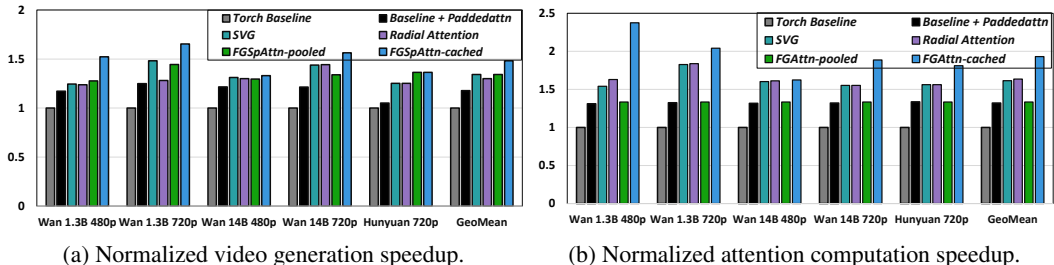 2
1.5
1
0.5
0
Torch Baseline
Baseline + Paddedattn
SVG
Radial Attention
FGSpAttn-pooled
FGSpAttn-cached
Wan 1.3B 480p
Wan 1.3B 720p
Wan 14B 480p
Wan 14B 720p
Hunyuan 720p
GeoMean
(a) Normalized video generation speedup.
2.5
2
1.5
1
0.5
0
Torch Baseline
Baseline + Paddedattn
SVG
Radial Attention
FGAttn-pooled
FGAttn-cached
Wan 1.3B 480p
Wan 1.3B 720p
Wan 14B 480p
Wan 14B 720p
Hunyuan 720p
GeoMean
(b) Normalized attention computation speedup.